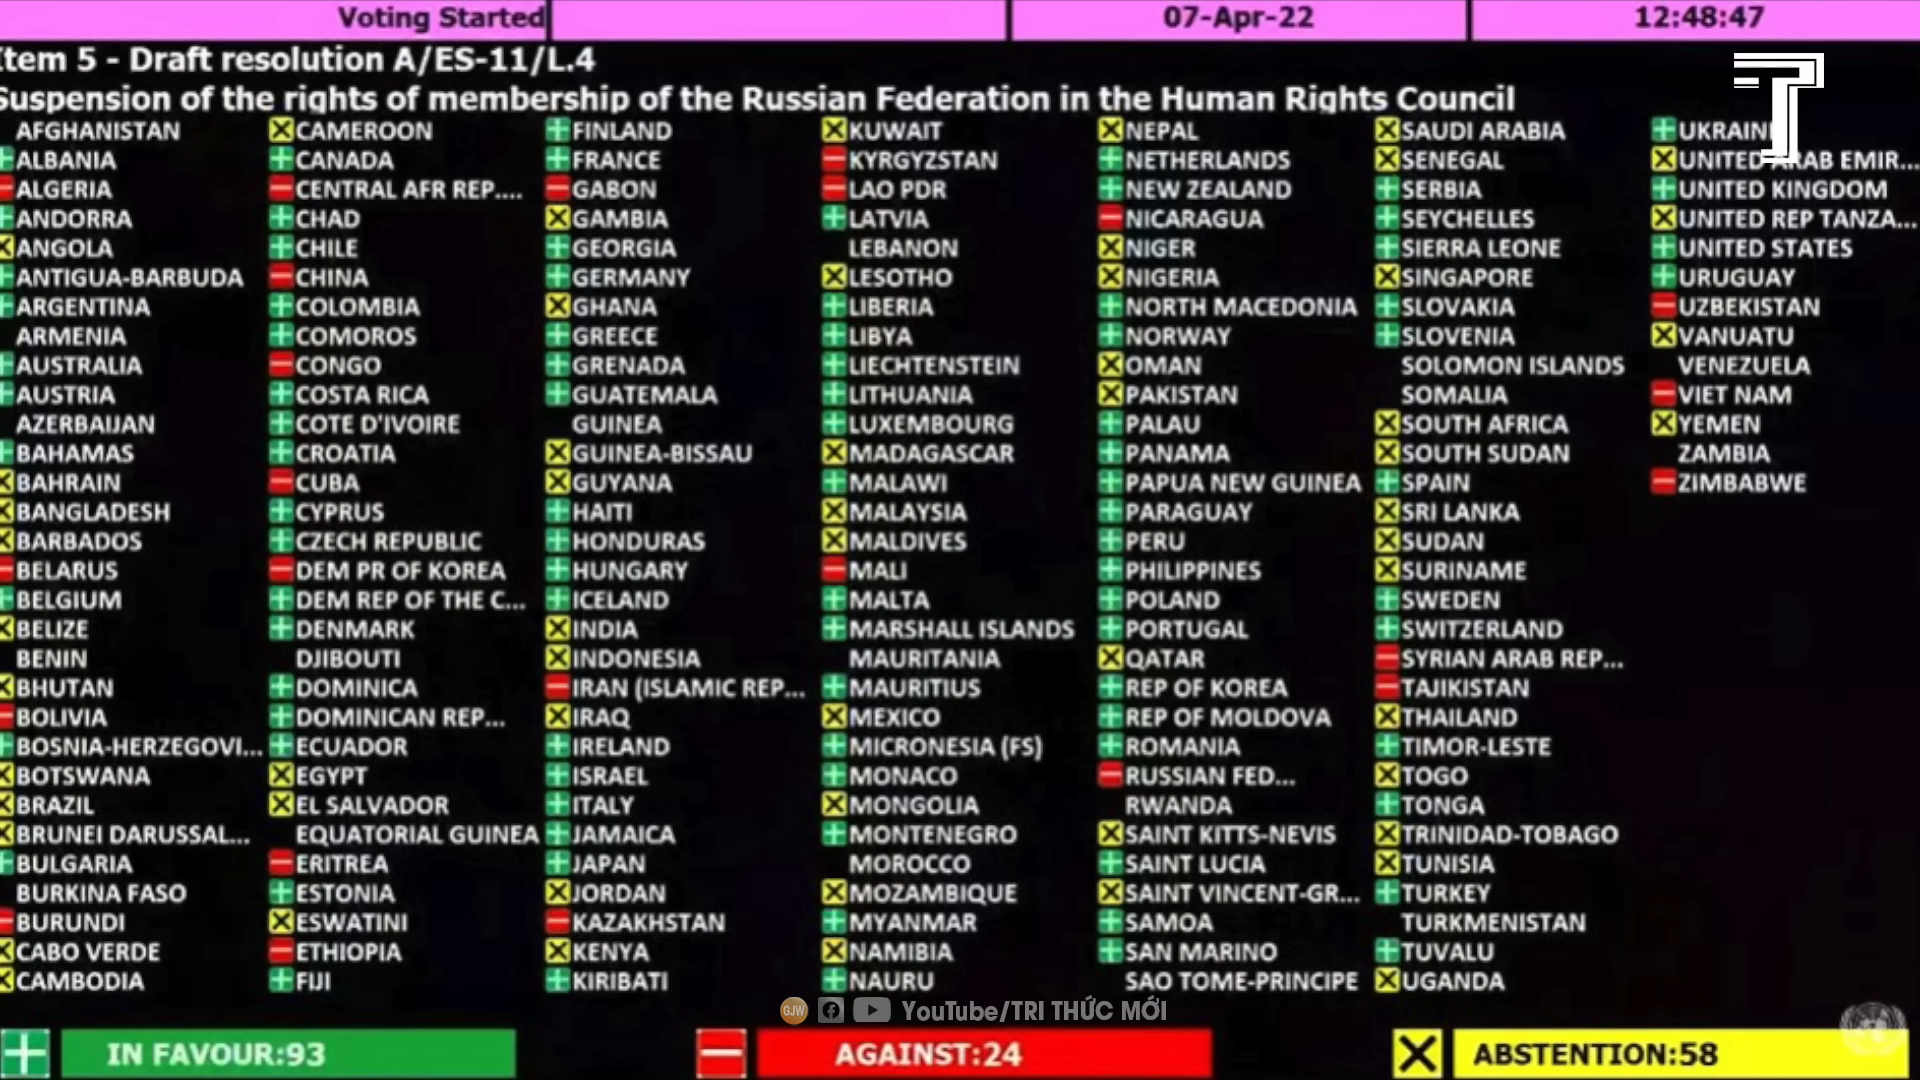 Voting Started 07-Apr-22 12:48:47
Item 5 - Draft resolution A/ES-11/L.4
Suspension of the rights of membership of the Russian Federation in the Human Rights Council
AFGHANISTAN CAMEROON FINLAND KUWAIT NEPAL SAUDI ARABIA UKRAINE
ALBANIA CANADA FRANCE KYRGYZSTAN NETHERLANDS SENEGAL UNITED ARAB EMIR...
ALGERIA CENTRAL AFR REP.... GABON LAO PDR NEW ZEALAND SERBIA UNITED KINGDOM
ANDORRA CHAD GAMBIA LATVIA NICARAGUA SEYCHELLES UNITED REP TANZA...
ANGOLA CHILE GEORGIA LEBANON NIGER SIERRA LEONE UNITED STATES
ANTIGUA-BARBUDA CHINA GERMANY LESOTHO NIGERIA SINGAPORE URUGUAY
ARGENTINA COLOMBIA GHANA LIBERIA NORTH MACEDONIA SLOVAKIA UZBEKISTAN
ARMENIA COMOROS GREECE LIBYA NORWAY SLOVENIA VANUATU
AUSTRALIA CONGO GRENADA LIECHTENSTEIN OMAN SOLOMON ISLANDS VENEZUELA
AUSTRIA COSTA RICA GUATEMALA LITHUANIA PAKISTAN SOMALIA VIET NAM
AZERBAIJAN COTE D'IVOIRE GUINEA LUXEMBOURG PALAU SOUTH AFRICA YEMEN
BAHAMAS CROATIA GUINEA-BISSAU MADAGASCAR PANAMA SOUTH SUDAN ZAMBIA
BAHRAIN CUBA GUYANA MALAWI PAPUA NEW GUINEA SPAIN ZIMBABWE
BANGLADESH CYPRUS HAITI MALAYSIA PARAGUAY SRI LANKA
BARBADOS CZECH REPUBLIC HONDURAS MALDIVES PERU SUDAN
BELARUS DEM PR OF KOREA HUNGARY MALI PHILIPPINES SURINAME
BELGIUM DEM REP OF THE C... ICELAND MALTA POLAND SWEDEN
BELIZE DENMARK INDIA MARSHALL ISLANDS PORTUGAL SWITZERLAND
BENIN DJIBOUTI INDONESIA MAURITANIA QATAR SYRIAN ARAB REP...
BHUTAN DOMINICA IRAN (ISLAMIC REP... MAURITIUS REP OF KOREA TAJIKISTAN
BOLIVIA DOMINICAN REP... IRAQ MEXICO REP OF MOLDOVA THAILAND
BOSNIA-HERZEGOVI... ECUADOR IRELAND MICRONESIA (FS) ROMANIA TIMOR-LESTE
BOTSWANA EGYPT ISRAEL MONACO RUSSIAN FED... TOGO
BRAZIL EL SALVADOR ITALY MONGOLIA RWANDA TONGA
BRUNEI DARUSSAL... EQUATORIAL GUINEA JAMAICA MONTENEGRO SAINT KITTS-NEVIS TRINIDAD-TOBAGO
BULGARIA ERITREA JAPAN MOROCCO SAINT LUCIA TUNISIA
BURKINA FASO ESTONIA JORDAN MOZAMBIQUE SAINT VINCENT-GR... TURKEY
BURUNDI ESWATINI KAZAKHSTAN MYANMAR SAMOA TURKMENISTAN
CABO VERDE ETHIOPIA KENYA NAMIBIA SAN MARINO TUVALU
CAMBODIA FIJI KIRIBATI NAURU SAO TOME-PRINCIPE UGANDA
GJW YouTube/TRI THỨC MỚI
IN FAVOUR:93 AGAINST:24 ABSTENTION:58